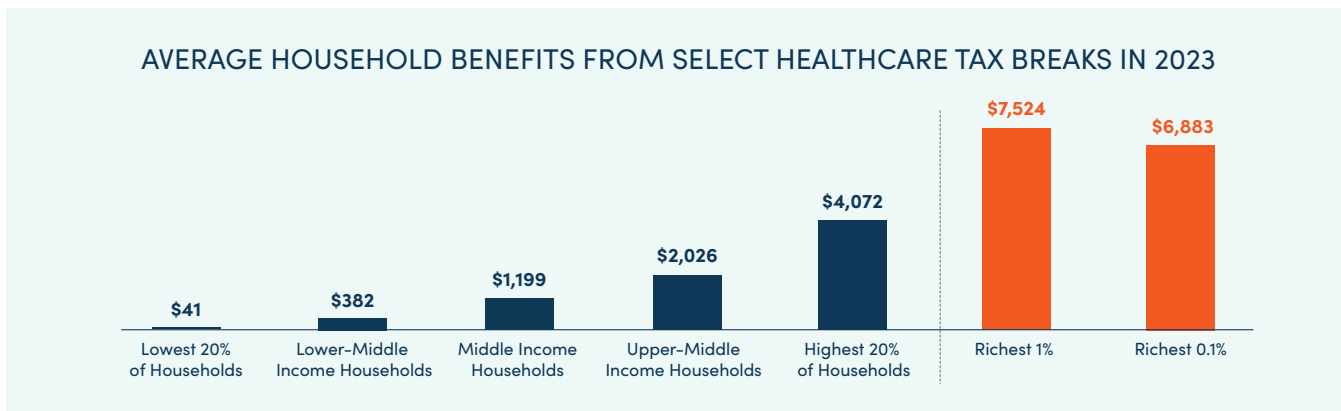 AVERAGE HOUSEHOLD BENEFITS FROM SELECT HEALTHCARE TAX BREAKS IN 2023
$41
$382
$1,199
$2,026
$4,072
$7,524
$6,883
Lowest 20%
of Households
Lower-Middle
Income Households
Middle Income
Households
Upper-Middle
Income Households
Highest 20%
of Households
Richest 1%
Richest 0.1%